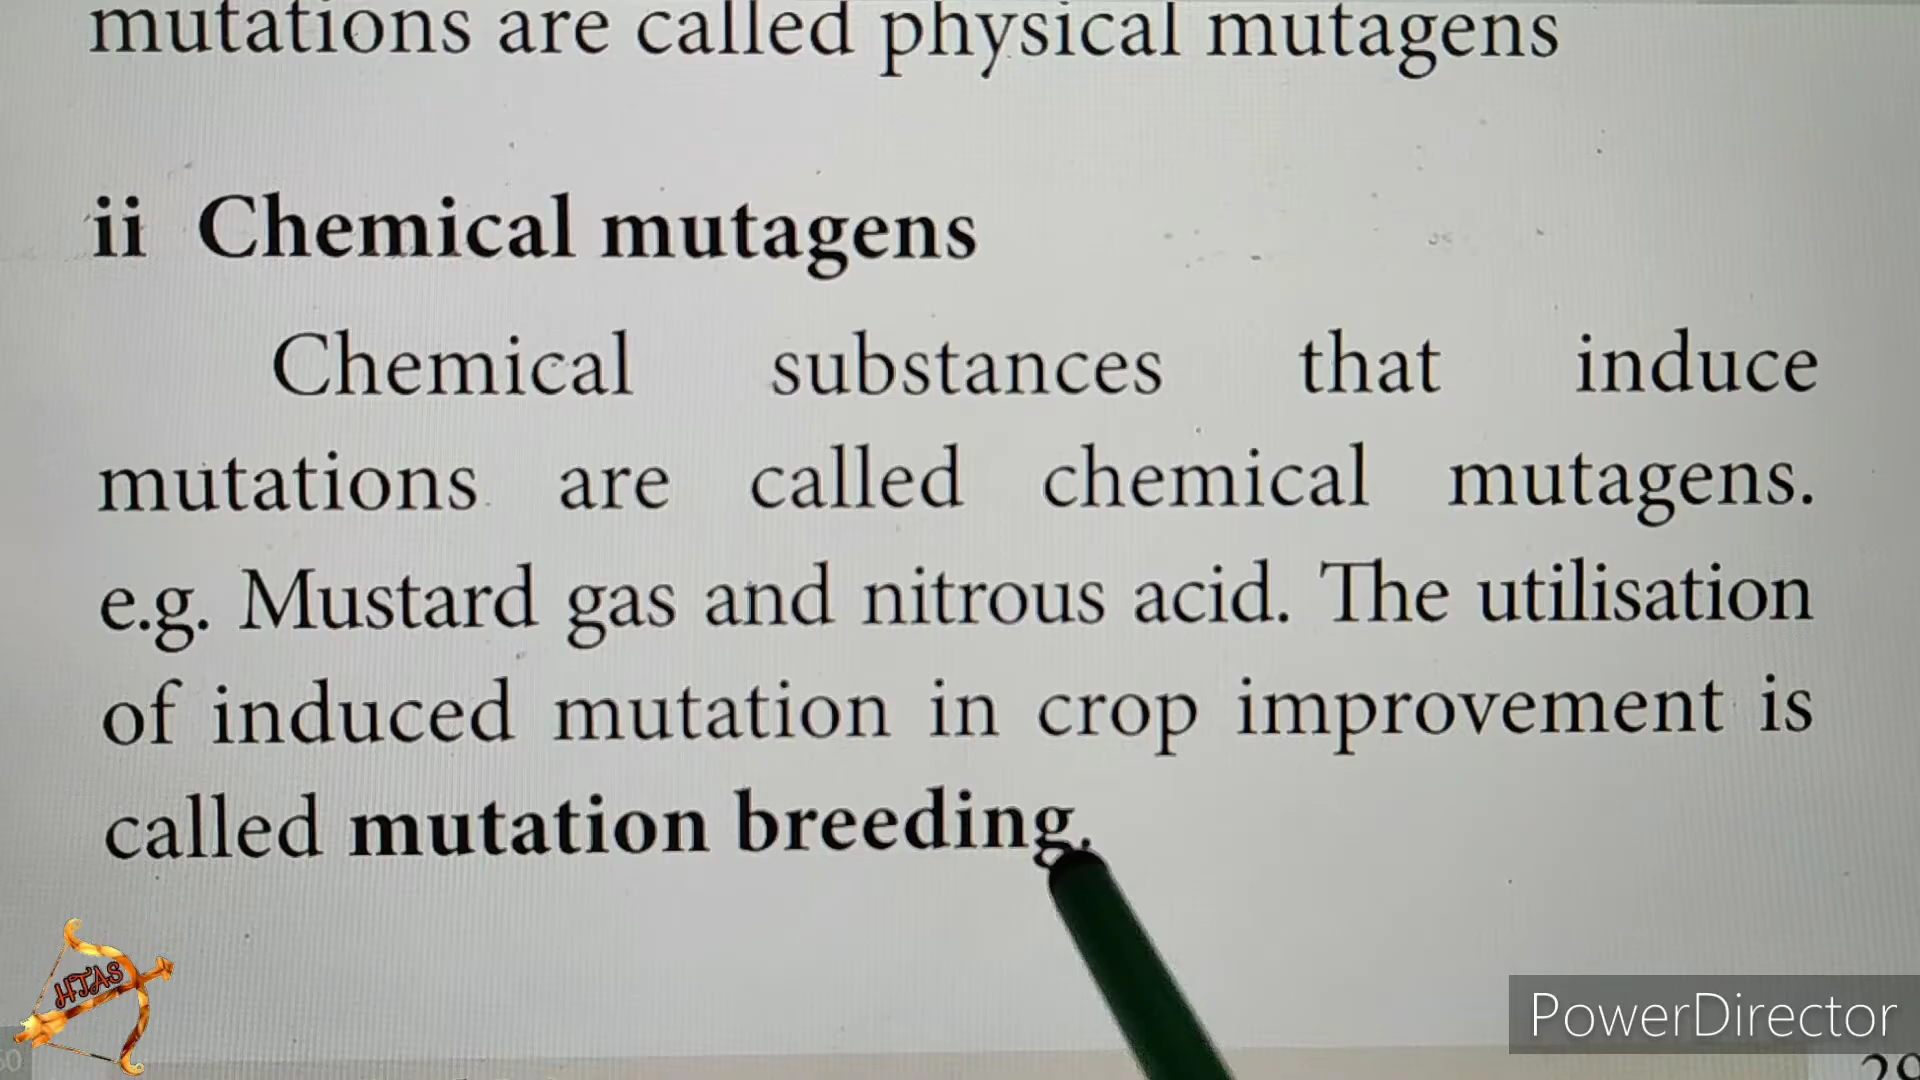 mutations are called physical mutagens
ii Chemical mutagens
Chemical substances that induce
mutations are called chemical mutagens.
e.g. Mustard gas and nitrous acid. The utilisation
of induced mutation in crop improvement is
called mutation breeding.
HTAS
PowerDirector